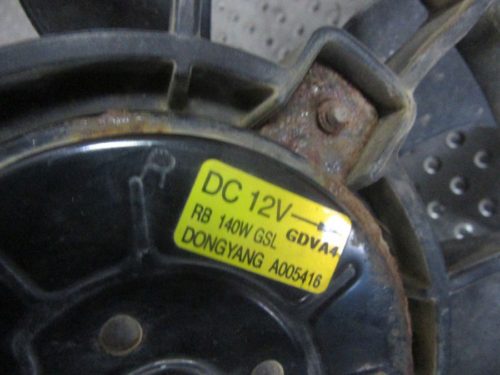 DC 12V
RB 140W GSL GDVA4
DONGYANG A005416